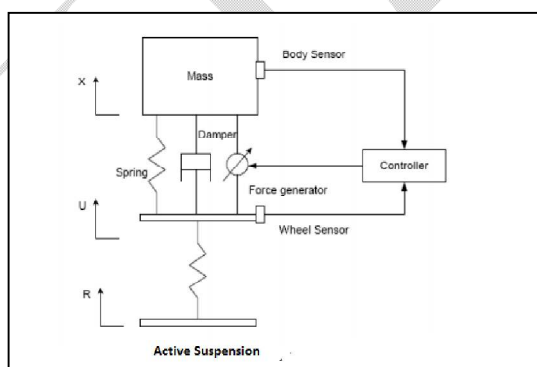 Body Sensor
Mass
X
Damper
Spring
Controller
Force generator
U
Wheel Sensor
R
Active Suspension